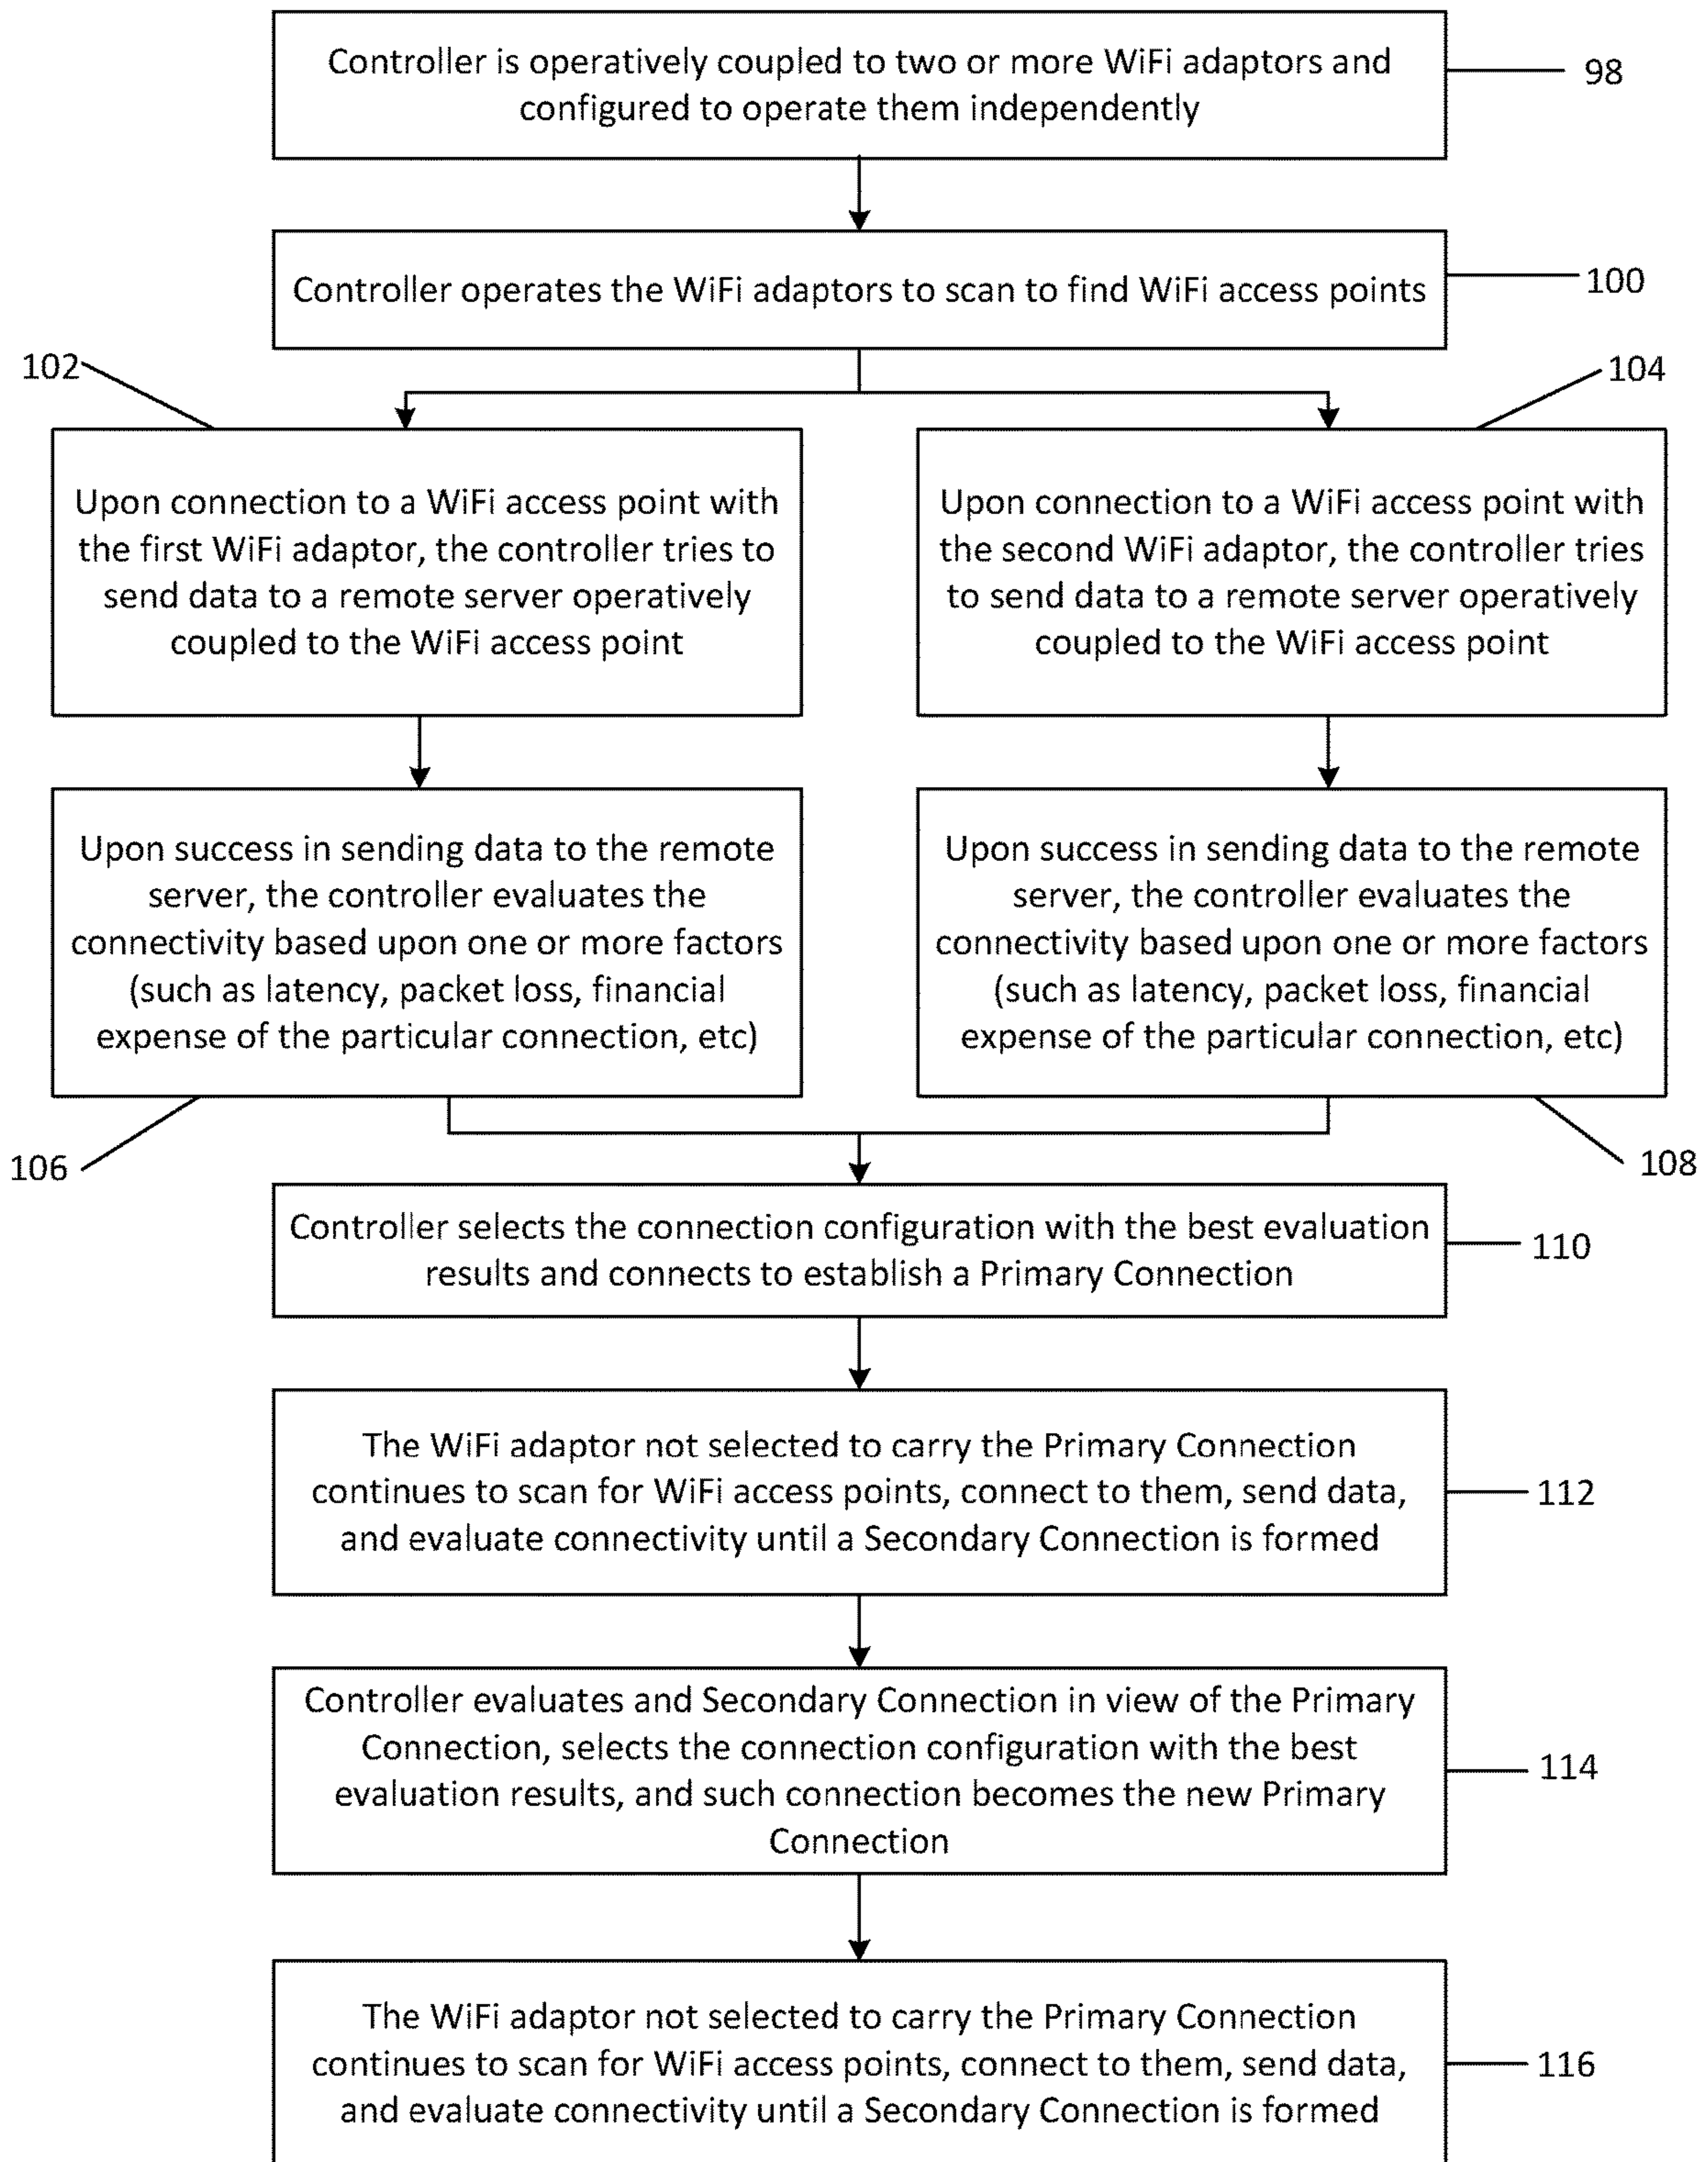 Controller is operatively coupled to two or more WiFi adaptors and
configured to operate them independently
98
Controller operates the WiFi adaptors to scan to find WiFi access points
100
102
104
Upon connection to a WiFi access point with
the first WiFi adaptor, the controller tries to
send data to a remote server operatively
coupled to the WiFi access point
Upon connection to a WiFi access point with
the second WiFi adaptor, the controller tries
to send data to a remote server operatively
coupled to the WiFi access point
Upon success in sending data to the remote
server, the controller evaluates the
connectivity based upon one or more factors
(such as latency, packet loss, financial
expense of the particular connection, etc)
Upon success in sending data to the remote
server, the controller evaluates the
connectivity based upon one or more factors
(such as latency, packet loss, financial
expense of the particular connection, etc)
106
108
Controller selects the connection configuration with the best evaluation
results and connects to establish a Primary Connection
110
The WiFi adaptor not selected to carry the Primary Connection
continues to scan for WiFi access points, connect to them, send data,
and evaluate connectivity until a Secondary Connection is formed
112
Controller evaluates and Secondary Connection in view of the Primary
Connection, selects the connection configuration with the best
evaluation results, and such connection becomes the new Primary
Connection
114
The WiFi adaptor not selected to carry the Primary Connection
continues to scan for WiFi access points, connect to them, send data,
and evaluate connectivity until a Secondary Connection is formed
116